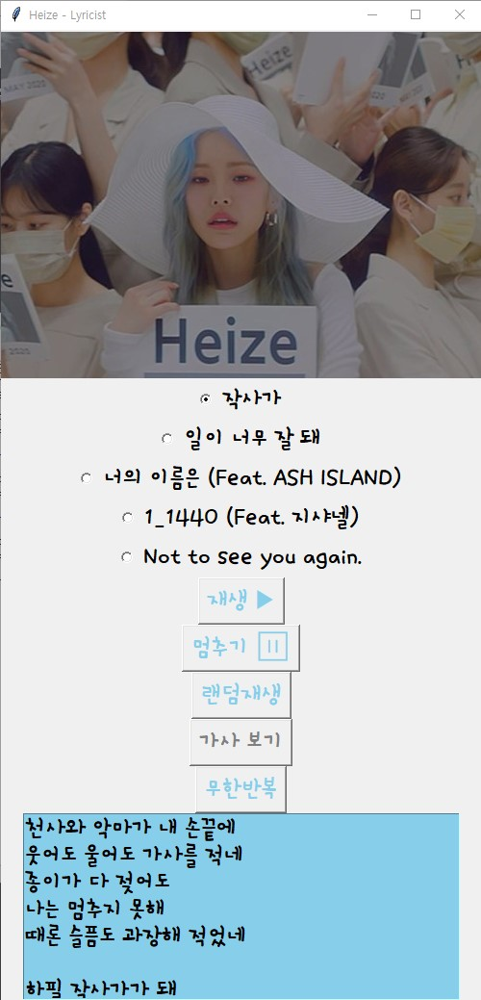 Heize - Lyricist
Heize
MAY 2020
Heize
작사가
일이 너무 잘 돼
너의 이름은 (Feat. ASH ISLAND)
1_1440 (Feat. 지샤넬)
Not to see you again.
재생 ▶
멈추기 ⏸
랜덤재생
가사 보기
무한반복
천사와 악마가 내 손끝에
웃어도 울어도 가사를 적네
종이가 다 젖어도
나는 멈추지 못해
때론 슬픔도 과장해 적었네
하필 작사가가 돼